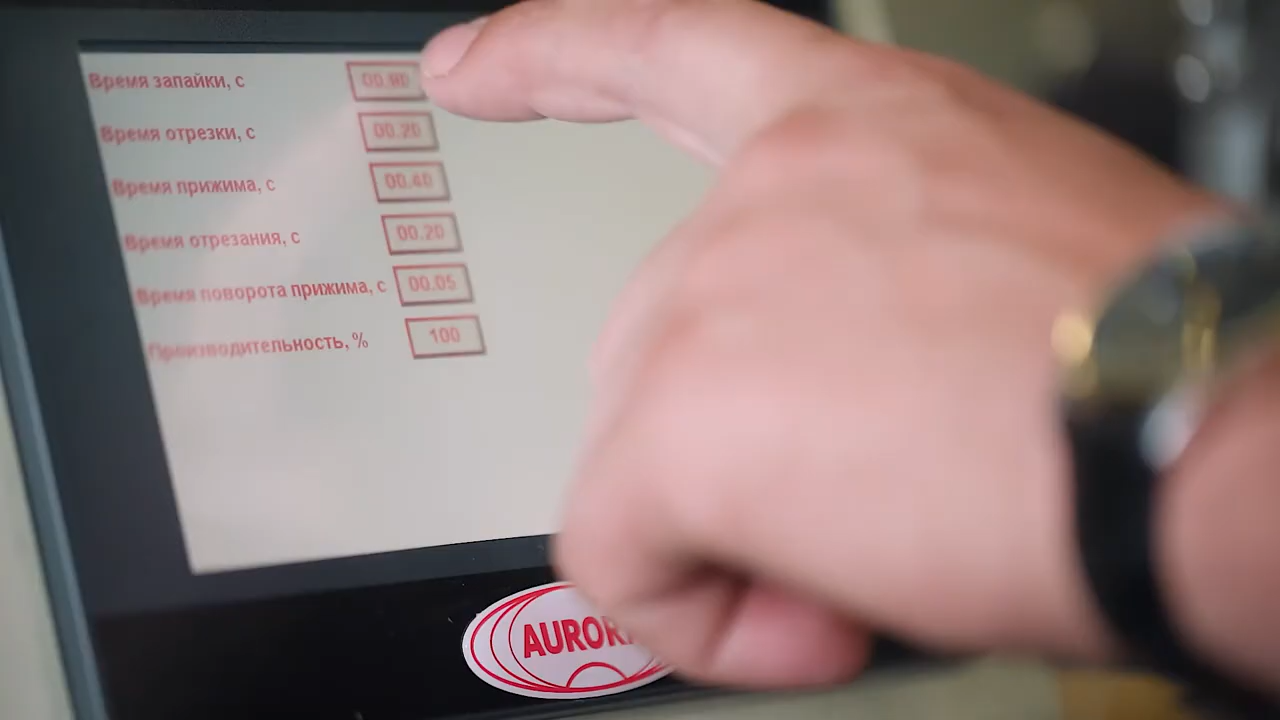 Время запайки, с 00.80
Время отрезки, с 00.20
Время прижима, с 00.40
Время отрезания, с 00.20
Время поворота прижима, с 00.05
Производительность, % 100
AURORA